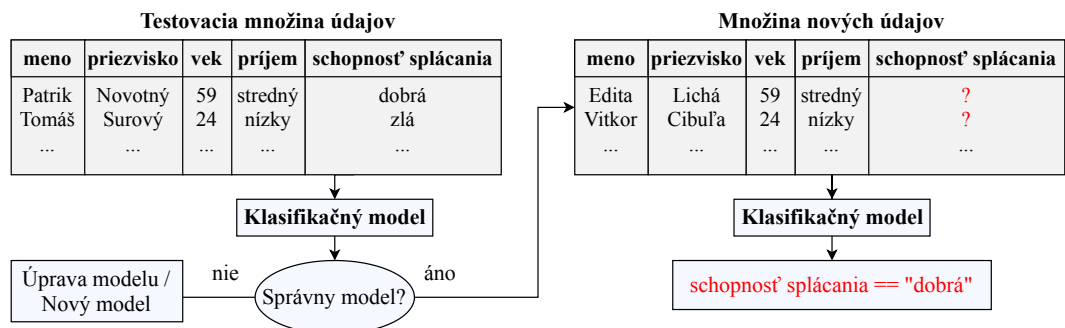 Testovacia množina údajov
meno priezvisko vek príjem schopnosť splácania
Patrik Novotný 59 stredný dobrá
Tomáš Surový 24 nízky zlá
... ... ... ... ...
Klasifikačný model
Správny model?
nie
áno
Úprava modelu /
Nový model
Množina nových údajov
meno priezvisko vek príjem schopnosť splácania
Edita Lichá 59 stredný ?
Vitkor Cibuľa 24 nízky ?
... ... ... ... ...
Klasifikačný model
schopnosť splácania == "dobrá"